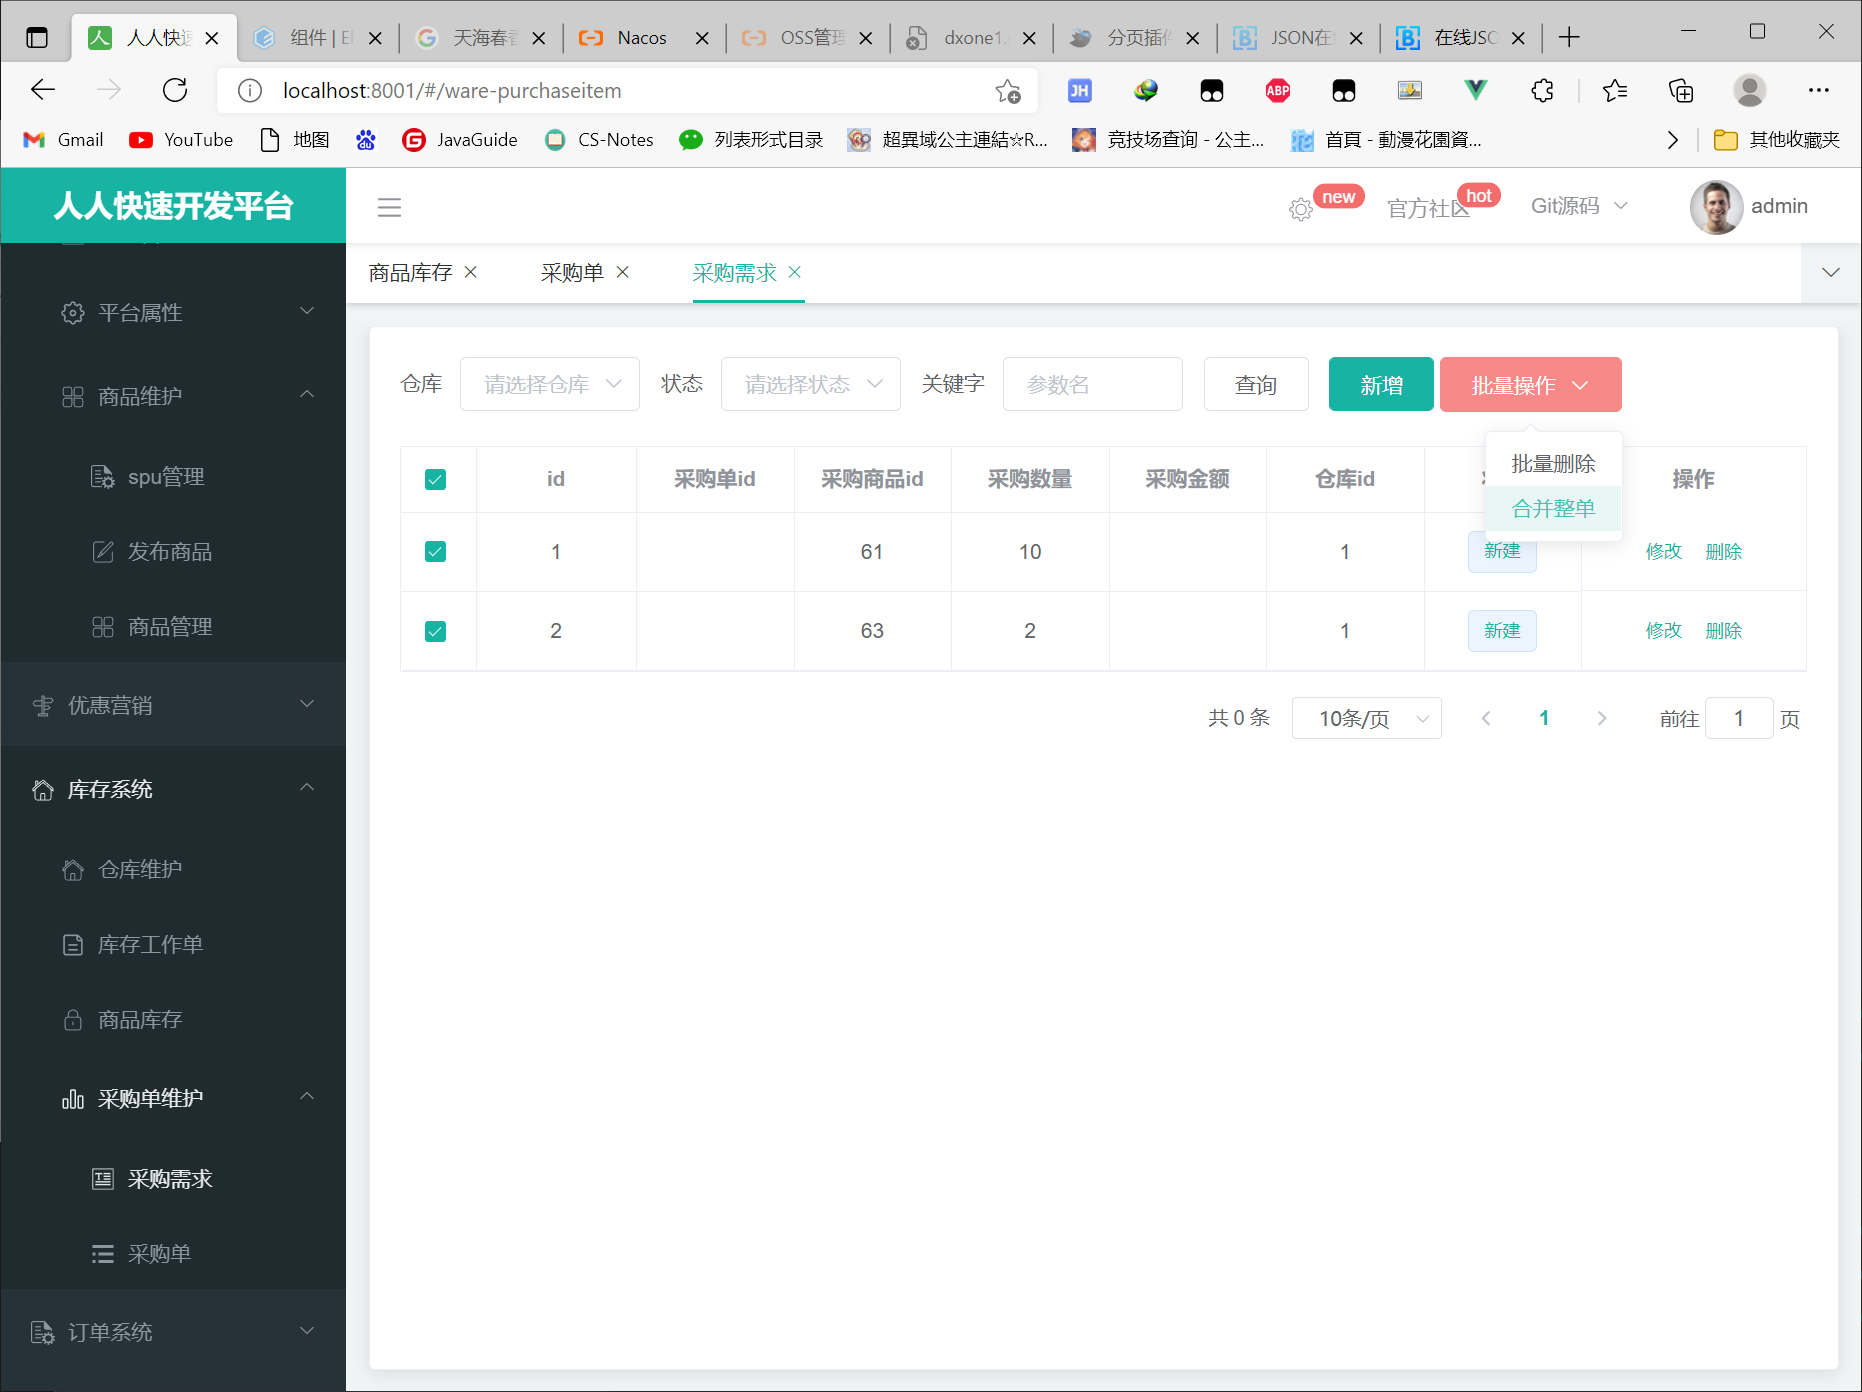 人人快速
组件 | El
天海春香
Nacos
OSS管理
dxone1.
分页插件
JSON在线
在线JSO
localhost:8001/#/ware-purchaseitem
JH
ABP
Gmail
YouTube
地图
du
JavaGuide
CS-Notes
列表形式目录
超異域公主連結☆R...
竞技场查询 - 公主...
首頁 - 動漫花園資...
其他收藏夹
人人快速开发平台
new
官方社区
hot
Git源码
admin
商品库存
采购单
采购需求
平台属性
商品维护
spu管理
发布商品
商品管理
优惠营销
库存系统
仓库维护
库存工作单
商品库存
采购单维护
采购需求
采购单
订单系统
仓库 请选择仓库 状态 请选择状态 关键字 参数名 查询 新增 批量操作
批量删除
合并整单
id 采购单id 采购商品id 采购数量 采购金额 仓库id 操作
1 61 10 1 新建 修改 删除
2 63 2 1 新建 修改 删除
共 0 条 10条/页 1 前往 1 页